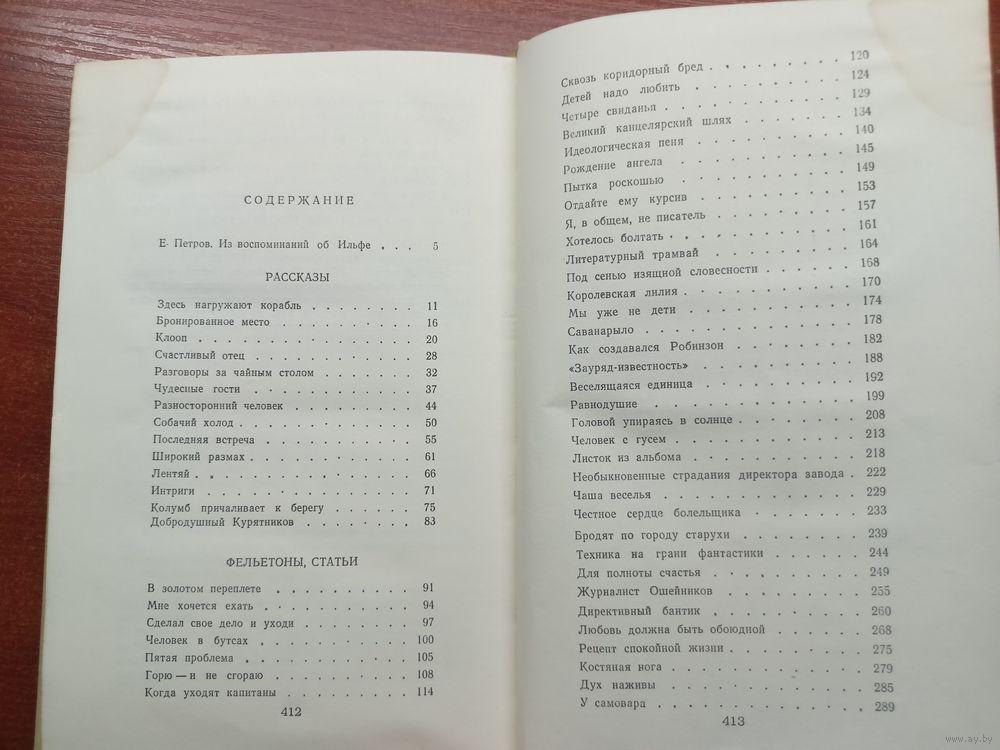 СОДЕРЖАНИЕ
Е. Петров. Из воспоминаний об Ильфе . . . 5
РАССКАЗЫ
Здесь нагружают корабль . . . . . . . 11
Бронированное место . . . . . . . . 16
Клооп . . . . . . . . . . . . 20
Счастливый отец . . . . . . . . . 28
Разговоры за чайным столом . . . . . . 32
Чудесные гости . . . . . . . . . . 37
Разносторонний человек . . . . . . . . 44
Собачий холод . . . . . . . . . . 50
Последняя встреча . . . . . . . . . 55
Широкий размах . . . . . . . . . . 61
Лентяй . . . . . . . . . . . . 66
Интриги . . . . . . . . . . . . 71
Колумб причаливает к берегу . . . . . . 75
Добродушный Курятников . . . . . . . 83
ФЕЛЬЕТОНЫ, СТАТЬИ
В золотом переплете . . . . . . . . 91
Мне хочется ехать . . . . . . . . . 94
Сделал свое дело и уходи . . . . . . . 97
Человек в бутсах . . . . . . . . . 100
Пятая проблема . . . . . . . . . . 105
Горю — и не сгораю . . . . . . . . 108
Когда уходят капитаны . . . . . . . . 114
412
Сквозь коридорный бред . . . . . . . . 120
Детей надо любить . . . . . . . . . 124
Четыре свиданья . . . . . . . . . . 129
Великий канцелярский шлях . . . . . . . 134
Идеологическая пеня . . . . . . . . . 140
Рождение ангела . . . . . . . . . . 145
Пытка роскошью . . . . . . . . . . 149
Отдайте ему курсив . . . . . . . . . 153
Я, в общем, не писатель . . . . . . . . 157
Хотелось болтать . . . . . . . . . . 161
Литературный трамвай . . . . . . . . 164
Под сенью изящной словесности . . . . . . 168
Королевская лилия . . . . . . . . . 170
Мы уже не дети . . . . . . . . . . 174
Саванарыло . . . . . . . . . . . 178
Как создавался Робинзон . . . . . . . . 182
«Зауряд-известность» . . . . . . . . . 188
Веселящаяся единица . . . . . . . . . 192
Равнодушие . . . . . . . . . . . 199
Головой упираясь в солнце . . . . . . . 208
Человек с гусем . . . . . . . . . . 213
Листок из альбома . . . . . . . . . 218
Необыкновенные страдания директора завода . 222
Чаша веселья . . . . . . . . . . . 229
Честное сердце болельщика . . . . . . . 233
Бродят по городу старухи . . . . . . . 239
Техника на грани фантастики . . . . . . 244
Для полноты счастья . . . . . . . . . 249
Журналист Ошейников . . . . . . . . 255
Директивный бантик . . . . . . . . . 260
Любовь должна быть обоюдной . . . . . . 268
Рецепт спокойной жизни . . . . . . . . 275
Костяная нога . . . . . . . . . . . 279
Дух наживы . . . . . . . . . . . 285
У самовара . . . . . . . . . . . 289
413
www.ay.by